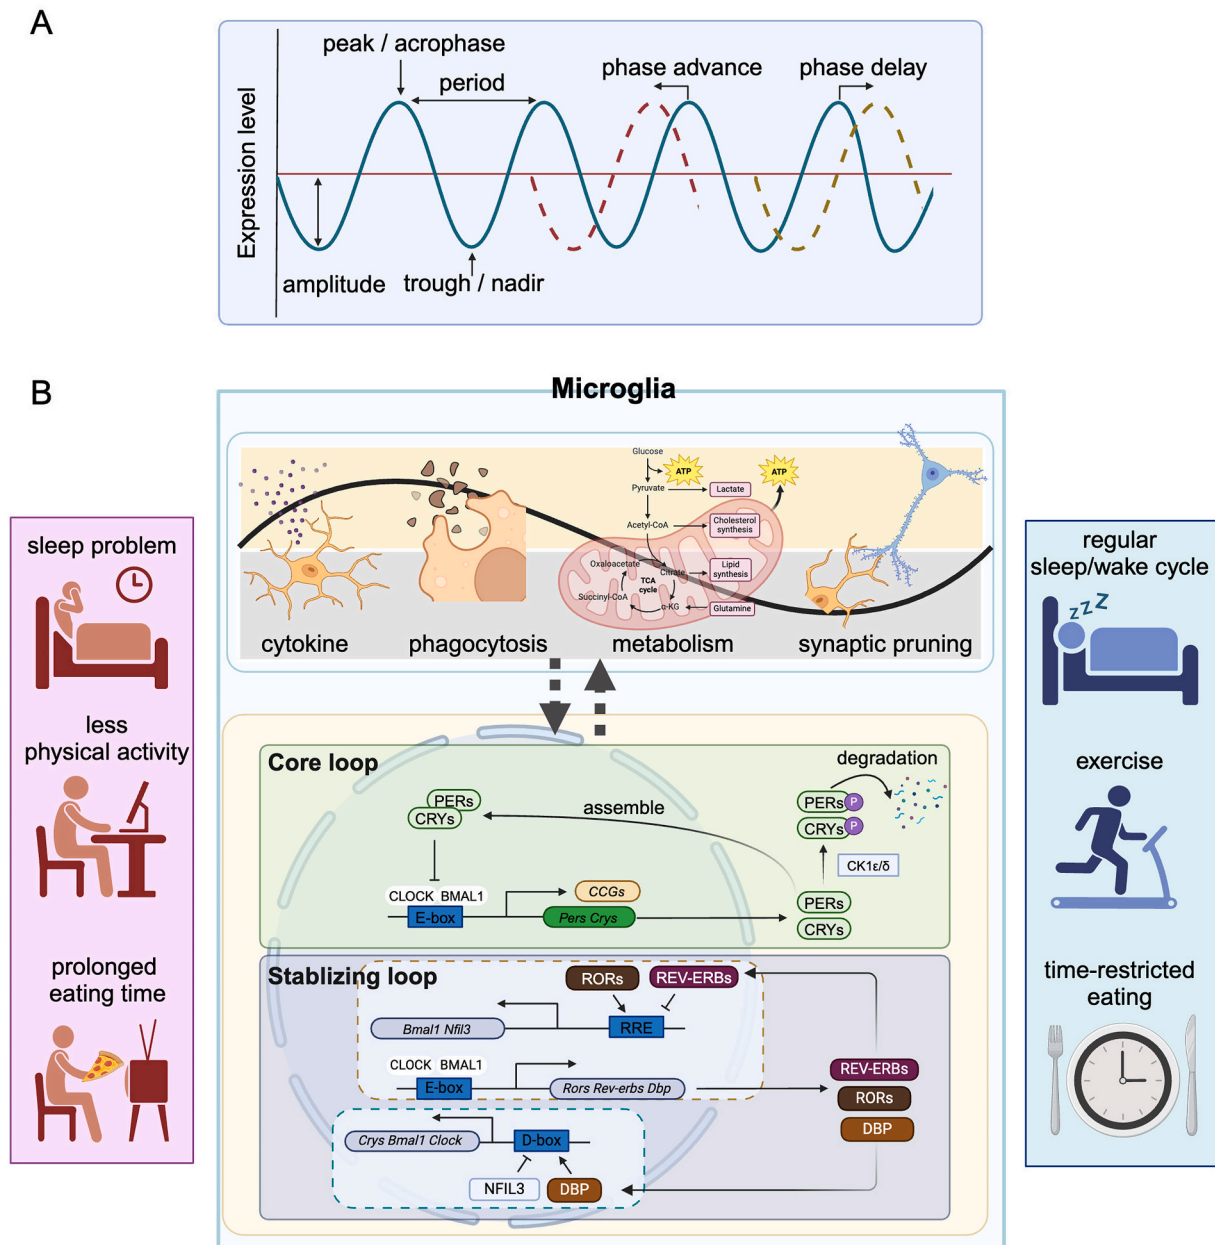 A
peak / acrophase
period
phase advance
phase delay
Expression level
amplitude
trough / nadir
B
Microglia
Glucose
ATP
ATP
Pyruvate
Lactate
Acetyl-CoA
Cholesterol
synthesis
Oxaloacetate
Citrate
Lipid
synthesis
TCA
cycle
Succinyl-CoA
α-KG
Glutamine
cytokine
phagocytosis
metabolism
synaptic pruning
sleep problem
less
physical activity
prolonged
eating time
Core loop
degradation
PERs
CRYs
assemble
PERs P
CRYs P
CK1ε/δ
CLOCK BMAL1
E-box
CCGs
Pers Crys
PERs
CRYs
Stablizing loop
RORs
REV-ERBs
Bmal1 Nfil3
RRE
CLOCK BMAL1
E-box
Rors Rev-erbs Dbp
REV-ERBs
RORs
DBP
Crys Bmal1 Clock
D-box
NFIL3
DBP
regular
sleep/wake cycle
zzz
exercise
time-restricted
eating